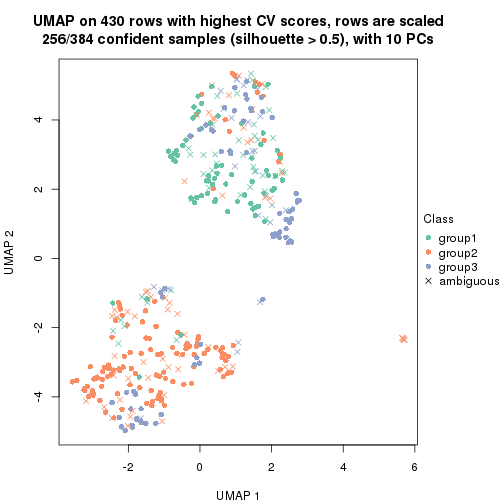 UMAP on 430 rows with highest CV scores, rows are scaled
256/384 confident samples (silhouette > 0.5), with 10 PCs
4
2
0
-2
-4
UMAP 2
-2
0
2
4
6
UMAP 1
Class
group1
group2
group3
ambiguous